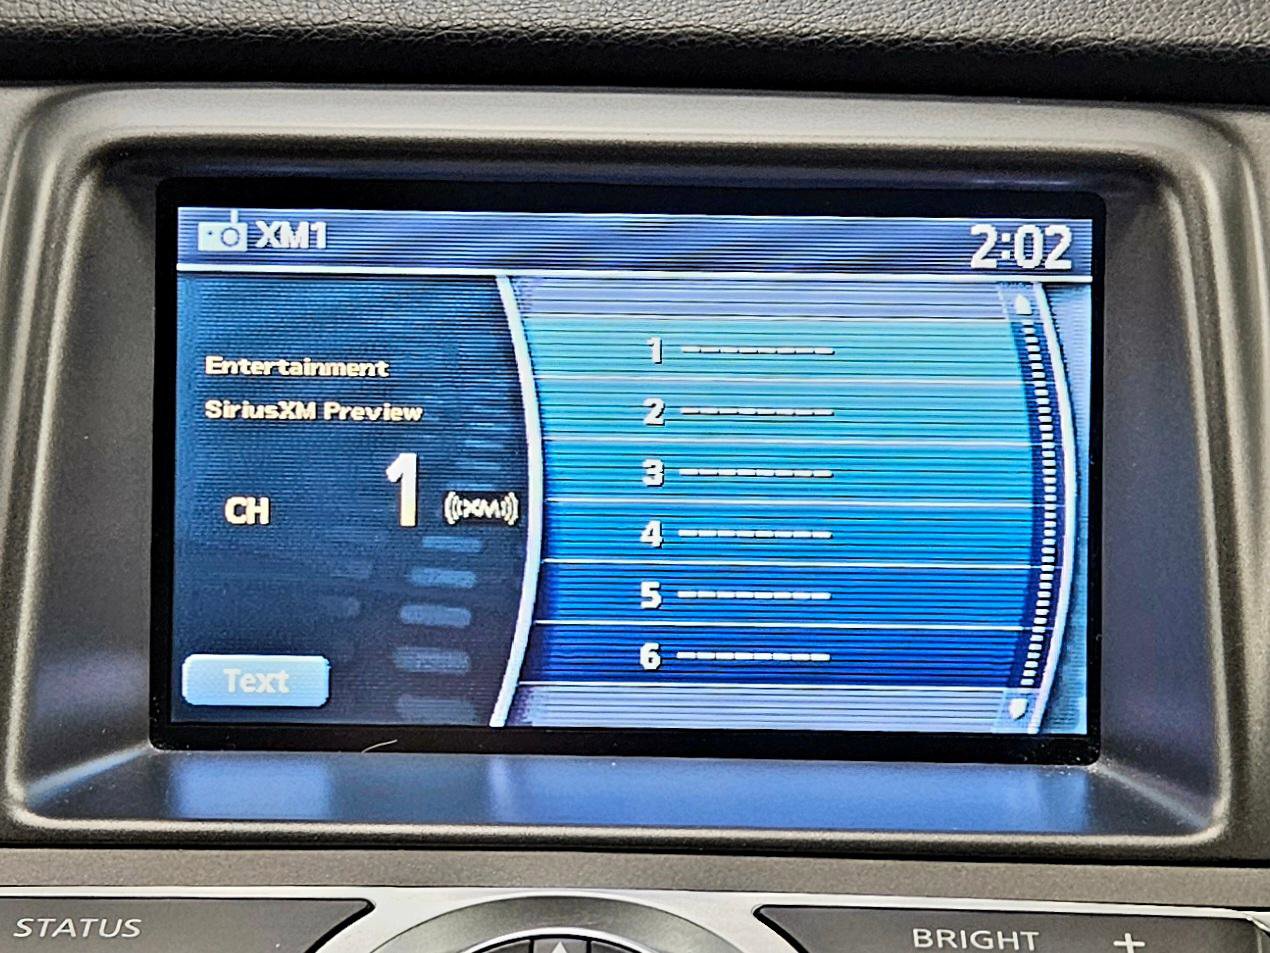 XM1
2:02
Entertainment
SiriusXM Preview
CH 1 ((XM))
Text
1 --------
2 --------
3 --------
4 --------
5 --------
6 --------
STATUS
BRIGHT +